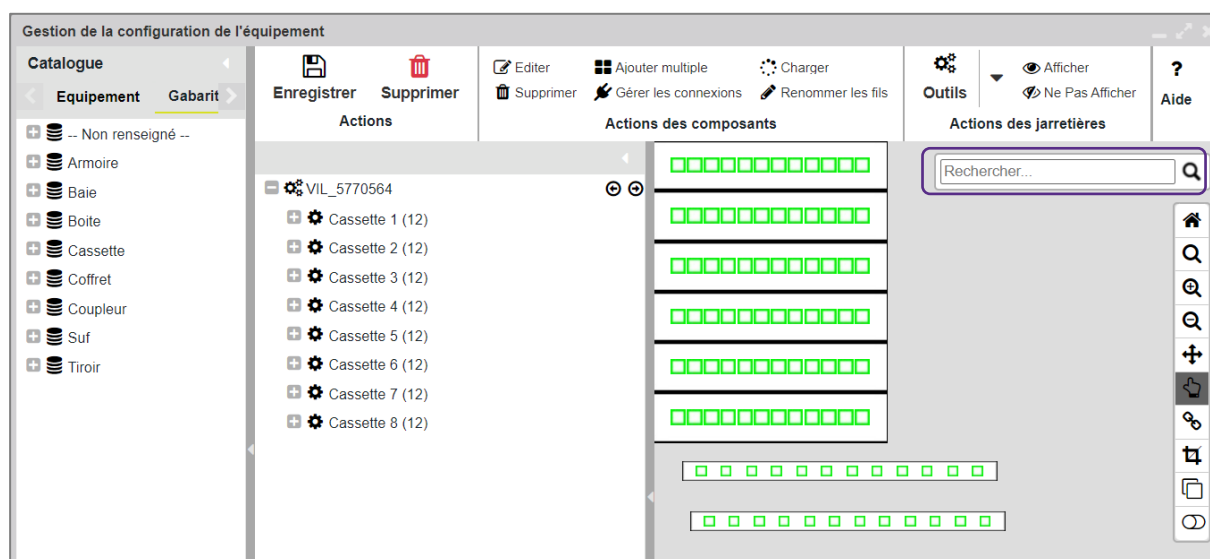 Gestion de la configuration de l'équipement
Catalogue
Equipement Gabarit
-- Non renseigné --
Armoire
Baie
Boite
Cassette
Coffret
Coupleur
Suf
Tiroir
Enregistrer Supprimer
Actions
Editer Ajouter multiple Charger
Supprimer Gérer les connexions Renommer les fils
Actions des composants
Outils
Afficher
Ne Pas Afficher
Actions des jarretières
?
Aide
VIL_5770564
Cassette 1 (12)
Cassette 2 (12)
Cassette 3 (12)
Cassette 4 (12)
Cassette 5 (12)
Cassette 6 (12)
Cassette 7 (12)
Cassette 8 (12)
Rechercher...